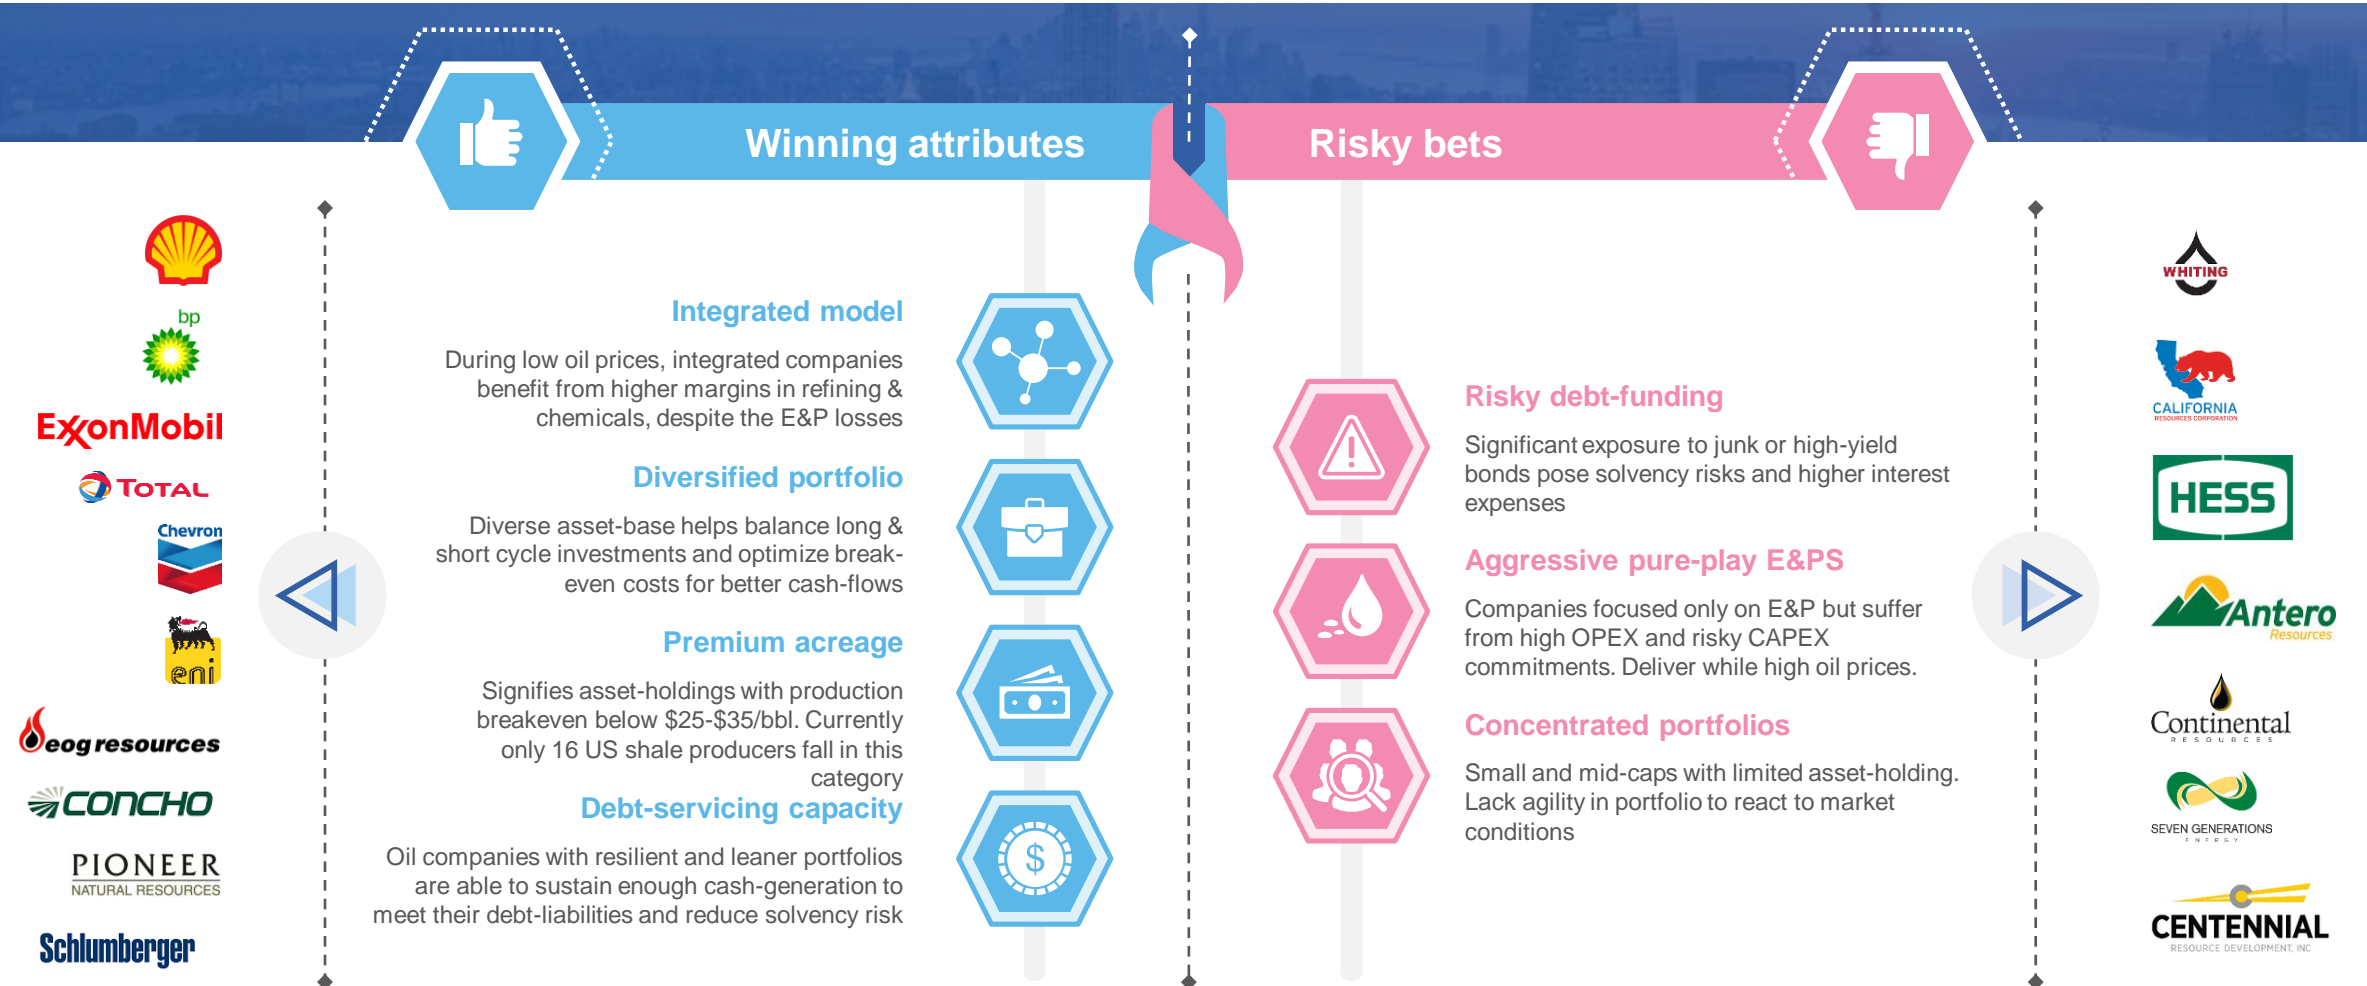 Winning attributes
Risky bets
bp
ExxonMobil
TOTAL
Chevron
eni
eog resources
CONCHO
PIONEER
NATURAL RESOURCES
Schlumberger
Integrated model
During low oil prices, integrated companies
benefit from higher margins in refining &
chemicals, despite the E&P losses
Diversified portfolio
Diverse asset-base helps balance long &
short cycle investments and optimize break-
even costs for better cash-flows
Premium acreage
Signifies asset-holdings with production
breakeven below $25-$35/bbl. Currently
only 16 US shale producers fall in this
category
Debt-servicing capacity
Oil companies with resilient and leaner portfolios
are able to sustain enough cash-generation to
meet their debt-liabilities and reduce solvency risk
$
Risky debt-funding
Significant exposure to junk or high-yield
bonds pose solvency risks and higher interest
expenses
Aggressive pure-play E&PS
Companies focused only on E&P but suffer
from high OPEX and risky CAPEX
commitments. Deliver while high oil prices.
Concentrated portfolios
Small and mid-caps with limited asset-holding.
Lack agility in portfolio to react to market
conditions
WHITING
CALIFORNIA
RESOURCES CORPORATION
HESS
Antero
Resources
Continental
RESOURCES
SEVEN GENERATIONS
ENERGY
CENTENNIAL
RESOURCE DEVELOPMENT, INC